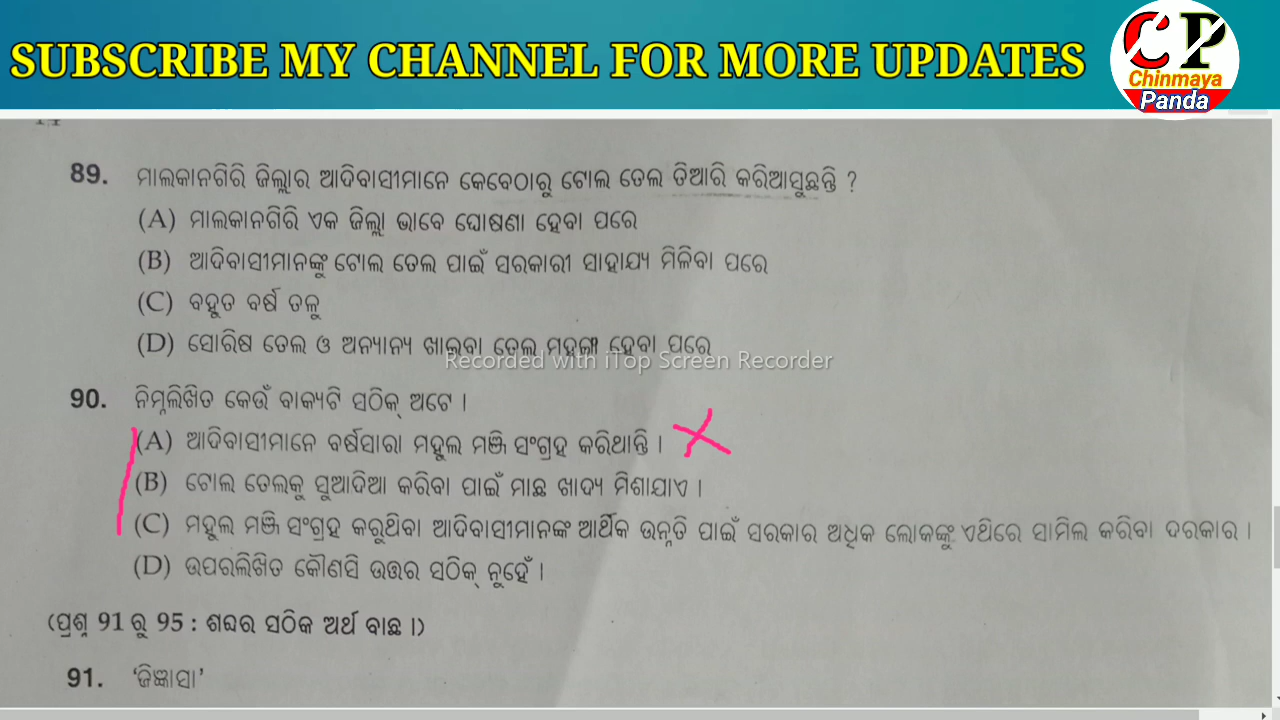 SUBSCRIBE MY CHANNEL FOR MORE UPDATES
CP
Chinmaya
Panda
89. ମାଲକାନଗିରି ଜିଲ୍ଲାର ଆଦିବାସୀମାନେ କେବେଠାରୁ ଟୋଲ ତେଲ ତିଆରି କରିଆସୁଛନ୍ତି ?
(A) ମାଲକାନଗିରି ଏକ ଜିଲ୍ଲା ଭାବେ ଘୋଷଣା ହେବା ପରେ
(B) ଆଦିବାସୀମାନଙ୍କୁ ଟୋଲ ତେଲ ପାଇଁ ସରକାରୀ ସାହାଯ୍ୟ ମିଳିବା ପରେ
(C) ବହୁତ ବର୍ଷ ତଳୁ
(D) ସୋରିଷ ତେଲ ଓ ଅନ୍ୟାନ୍ୟ ଖାଇବା ତେଲ ମହଙ୍ଗା ହେବା ପରେ
Recorded with iTop Screen Recorder
90. ନିମ୍ନଲିଖିତ କେଉଁ ବାକ୍ୟଟି ସଠିକ୍ ଅଟେ ।
(A) ଆଦିବାସୀମାନେ ବର୍ଷସାରା ମହୁଲ ମଞ୍ଜି ସଂଗ୍ରହ କରିଥାନ୍ତି ।
(B) ଟୋଲ ତେଲକୁ ସୁଆଦିଆ କରିବା ପାଇଁ ମାଛ ଖାଦ୍ୟ ମିଶାଯାଏ ।
(C) ମହୁଲ ମଞ୍ଜି ସଂଗ୍ରହ କରୁଥିବା ଆଦିବାସୀମାନଙ୍କ ଆର୍ଥିକ ଉନ୍ନତି ପାଇଁ ସରକାର ଅଧିକ ଲୋକଙ୍କୁ ଏଥିରେ ସାମିଲ କରିବା ଦରକାର ।
(D) ଉପରଲିଖିତ କୌଣସି ଉତ୍ତର ସଠିକ୍ ନୁହେଁ ।
(ପ୍ରଶ୍ନ 91 ରୁ 95 : ଶବ୍ଦର ସଠିକ ଅର୍ଥ ବାଛ ।)
91. ‘ଜିଜ୍ଞାସା’